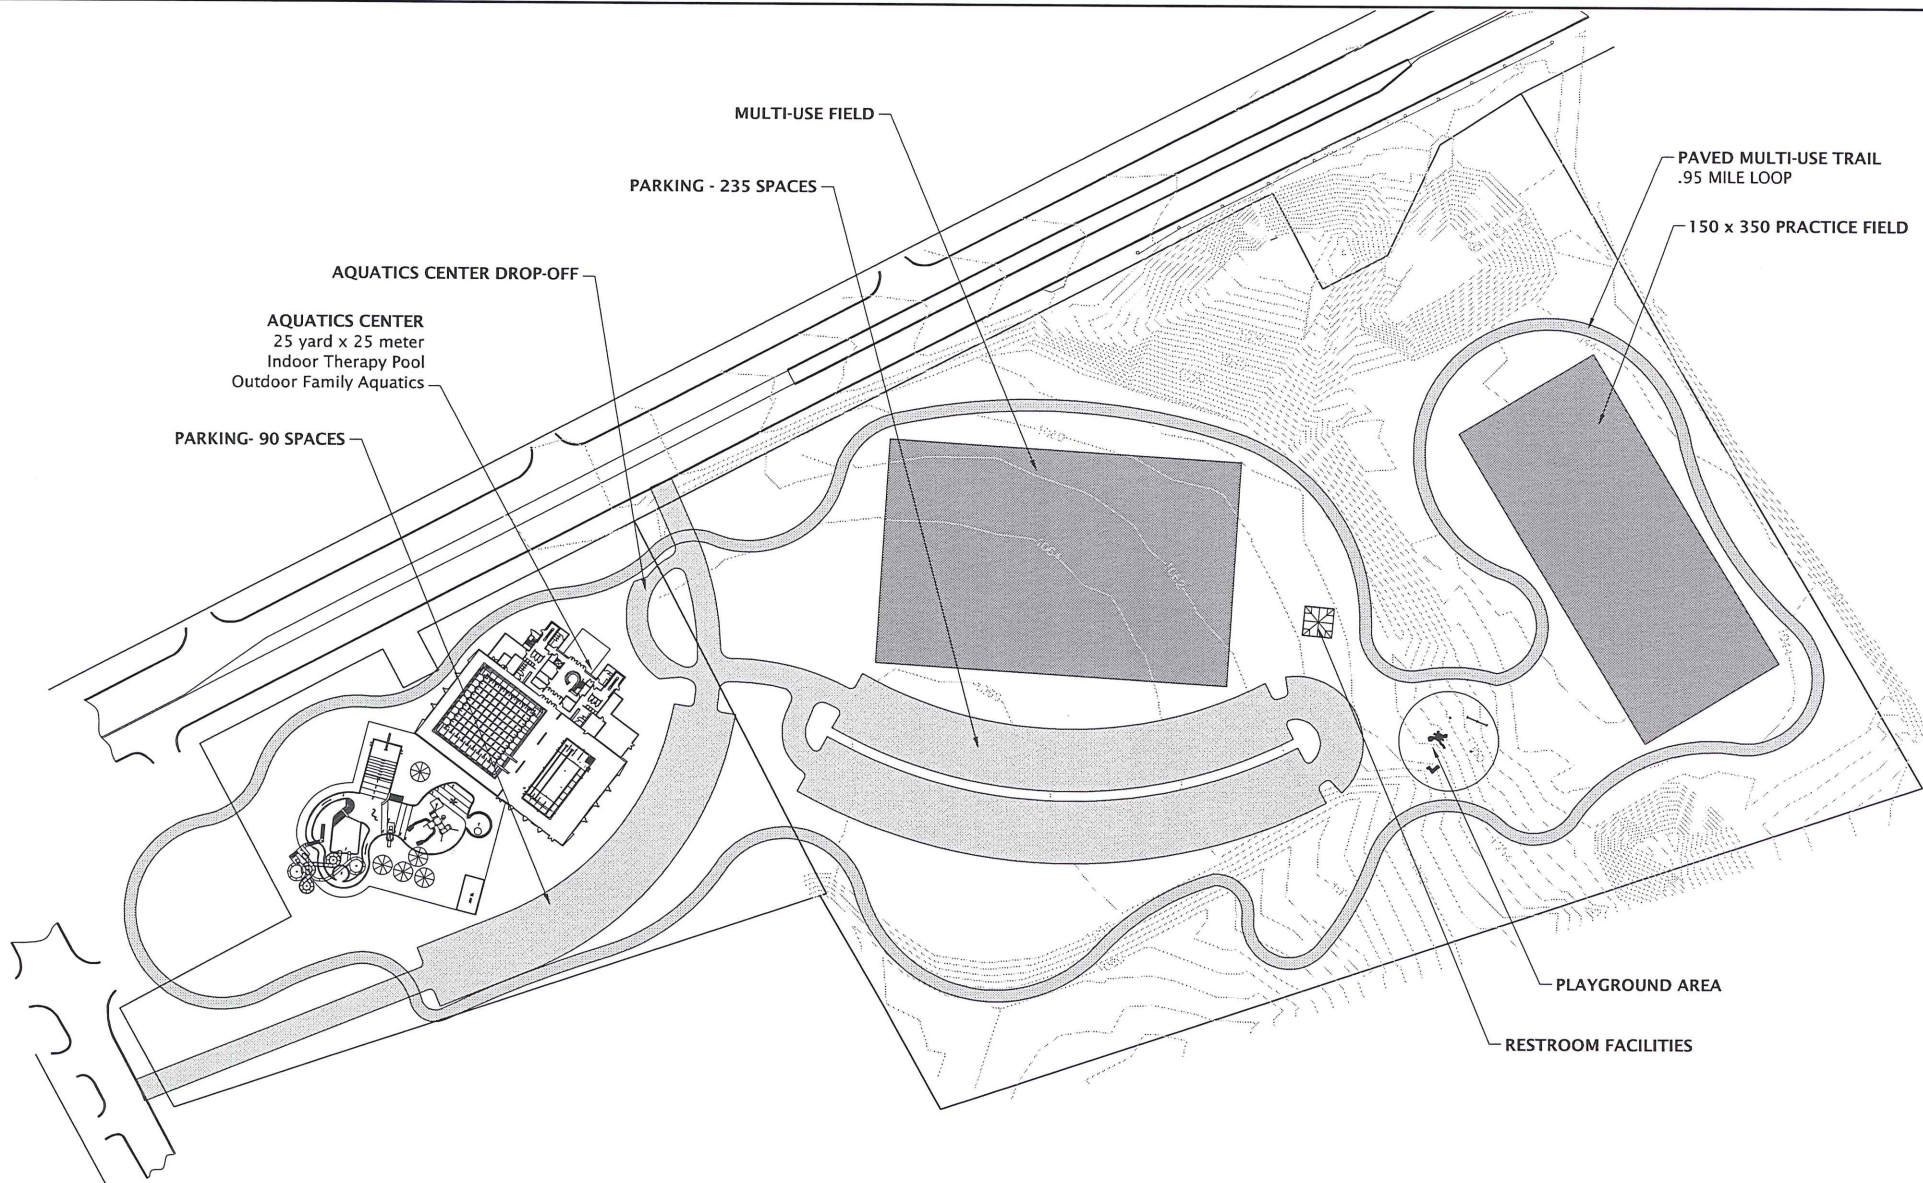 MULTI-USE FIELD
PARKING - 235 SPACES
PAVED MULTI-USE TRAIL
.95 MILE LOOP
150 x 350 PRACTICE FIELD
AQUATICS CENTER DROP-OFF
AQUATICS CENTER
25 yard x 25 meter
Indoor Therapy Pool
Outdoor Family Aquatics
PARKING- 90 SPACES
PLAYGROUND AREA
RESTROOM FACILITIES